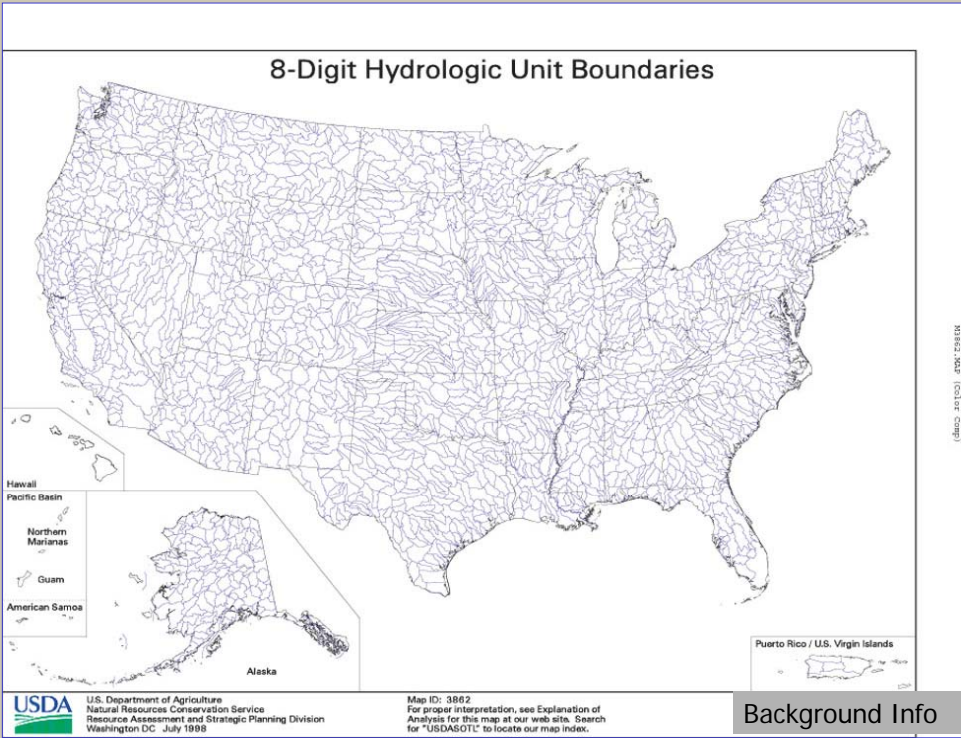 8-Digit Hydrologic Unit Boundaries
M3862.MAP (Color Comp)
Hawaii
Pacific Basin
Northern
Marianas
Guam
American Samoa
Alaska
Puerto Rico / U.S. Virgin Islands
USDA
U.S. Department of Agriculture
Natural Resources Conservation Service
Resource Assessment and Strategic Planning Division
Washington DC July 1998
Map ID: 3862
For proper interpretation, see Explanation of
Analysis for this map at our web site. Search
for "USDASOTL" to locate our map index.
Background Info